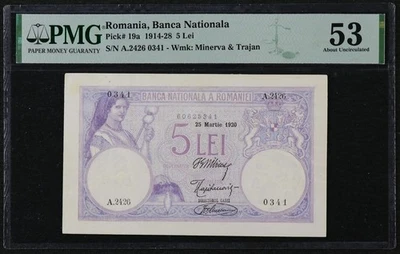 PMG
PAPER MONEY GUARANTY
Romania, Banca Nationala
Pick# 19a 1914-28 5 Lei
S/N A.2426 0341 - Wmk: Minerva & Trajan
53
About Uncirculated
0341
BANCA NATIONALA A ROMANIEI
A.2426
60625341
25 Martie 1920
5 LEI
A.2426
0341